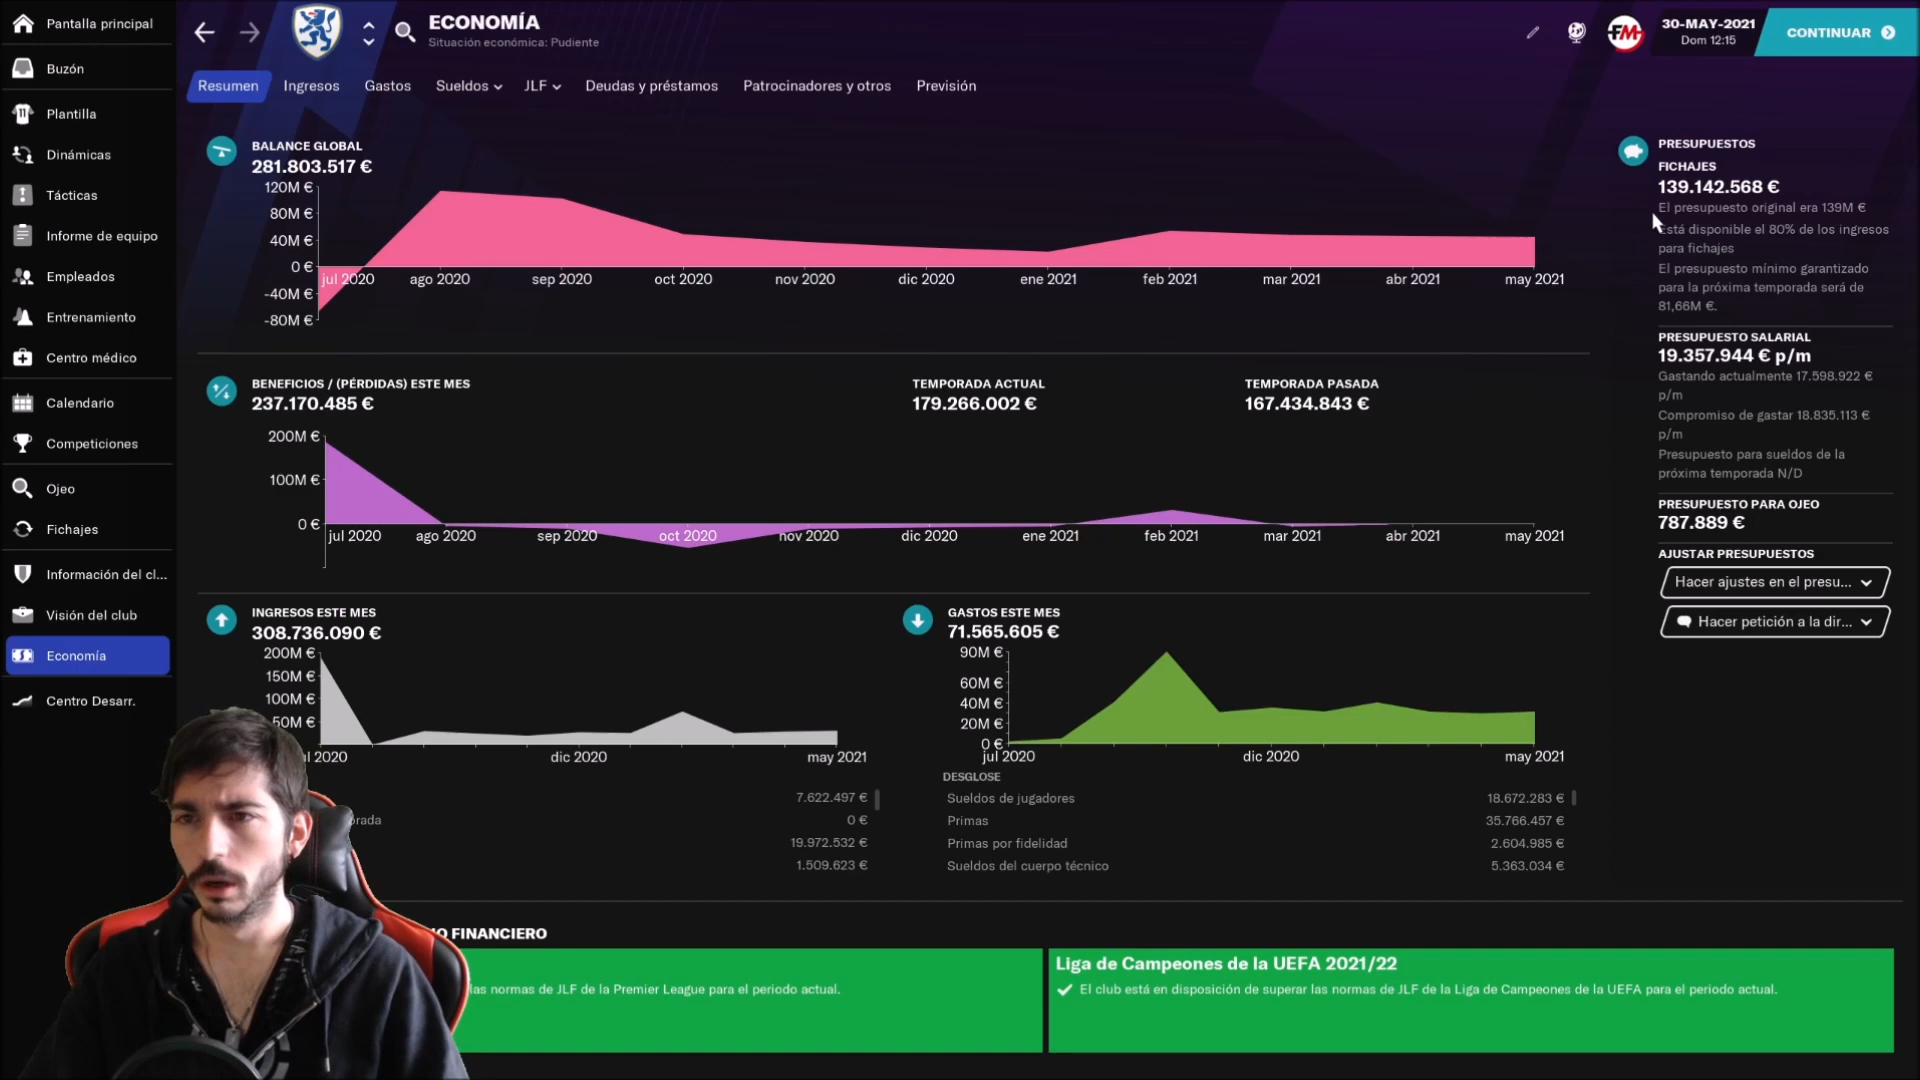 Pantalla principal
Buzón
Plantilla
Dinámicas
Tácticas
Informe de equipo
Empleados
Entrenamiento
Centro médico
Calendario
Competiciones
Ojeo
Fichajes
Información del cl...
Visión del club
Economía
Centro Desarr.
ECONOMÍA
Situación económica: Pudiente
FM
30-MAY-2021
Dom 12:15
CONTINUAR
Resumen
Ingresos
Gastos
Sueldos
JLF
Deudas y préstamos
Patrocinadores y otros
Previsión
BALANCE GLOBAL
281.803.517 €
120M €
80M €
40M €
0 €
-40M €
-80M €
jul 2020
ago 2020
sep 2020
oct 2020
nov 2020
dic 2020
ene 2021
feb 2021
mar 2021
abr 2021
may 2021
BENEFICIOS / (PÉRDIDAS) ESTE MES
237.170.485 €
TEMPORADA ACTUAL
179.266.002 €
TEMPORADA PASADA
167.434.843 €
200M €
100M €
0 €
jul 2020
ago 2020
sep 2020
oct 2020
nov 2020
dic 2020
ene 2021
feb 2021
mar 2021
abr 2021
may 2021
INGRESOS ESTE MES
308.736.090 €
200M €
150M €
100M €
50M €
2020
dic 2020
may 2021
7.622.497 €
0 €
19.972.532 €
1.509.623 €
GASTOS ESTE MES
71.565.605 €
90M €
60M €
40M €
20M €
0 €
jul 2020
dic 2020
may 2021
DESGLOSE
Sueldos de jugadores 18.672.283 €
Primas 35.766.457 €
Primas por fidelidad 2.604.985 €
Sueldos del cuerpo técnico 5.363.034 €
PRESUPUESTOS
FICHAJES
139.142.568 €
El presupuesto original era 139M €
Está disponible el 80% de los ingresos
para fichajes
El presupuesto mínimo garantizado
para la próxima temporada será de
81,66M €.
PRESUPUESTO SALARIAL
19.357.944 € p/m
Gastando actualmente 17.598.922 €
p/m
Compromiso de gastar 18.835.113 €
p/m
Presupuesto para sueldos de la
próxima temporada N/D
PRESUPUESTO PARA OJEO
787.889 €
AJUSTAR PRESUPUESTOS
Hacer ajustes en el presu...
Hacer petición a la dir...
FINANCIERO
las normas de JLF de la Premier League para el periodo actual.
Liga de Campeones de la UEFA 2021/22
El club está en disposición de superar las normas de JLF de la Liga de Campeones de la UEFA para el periodo actual.